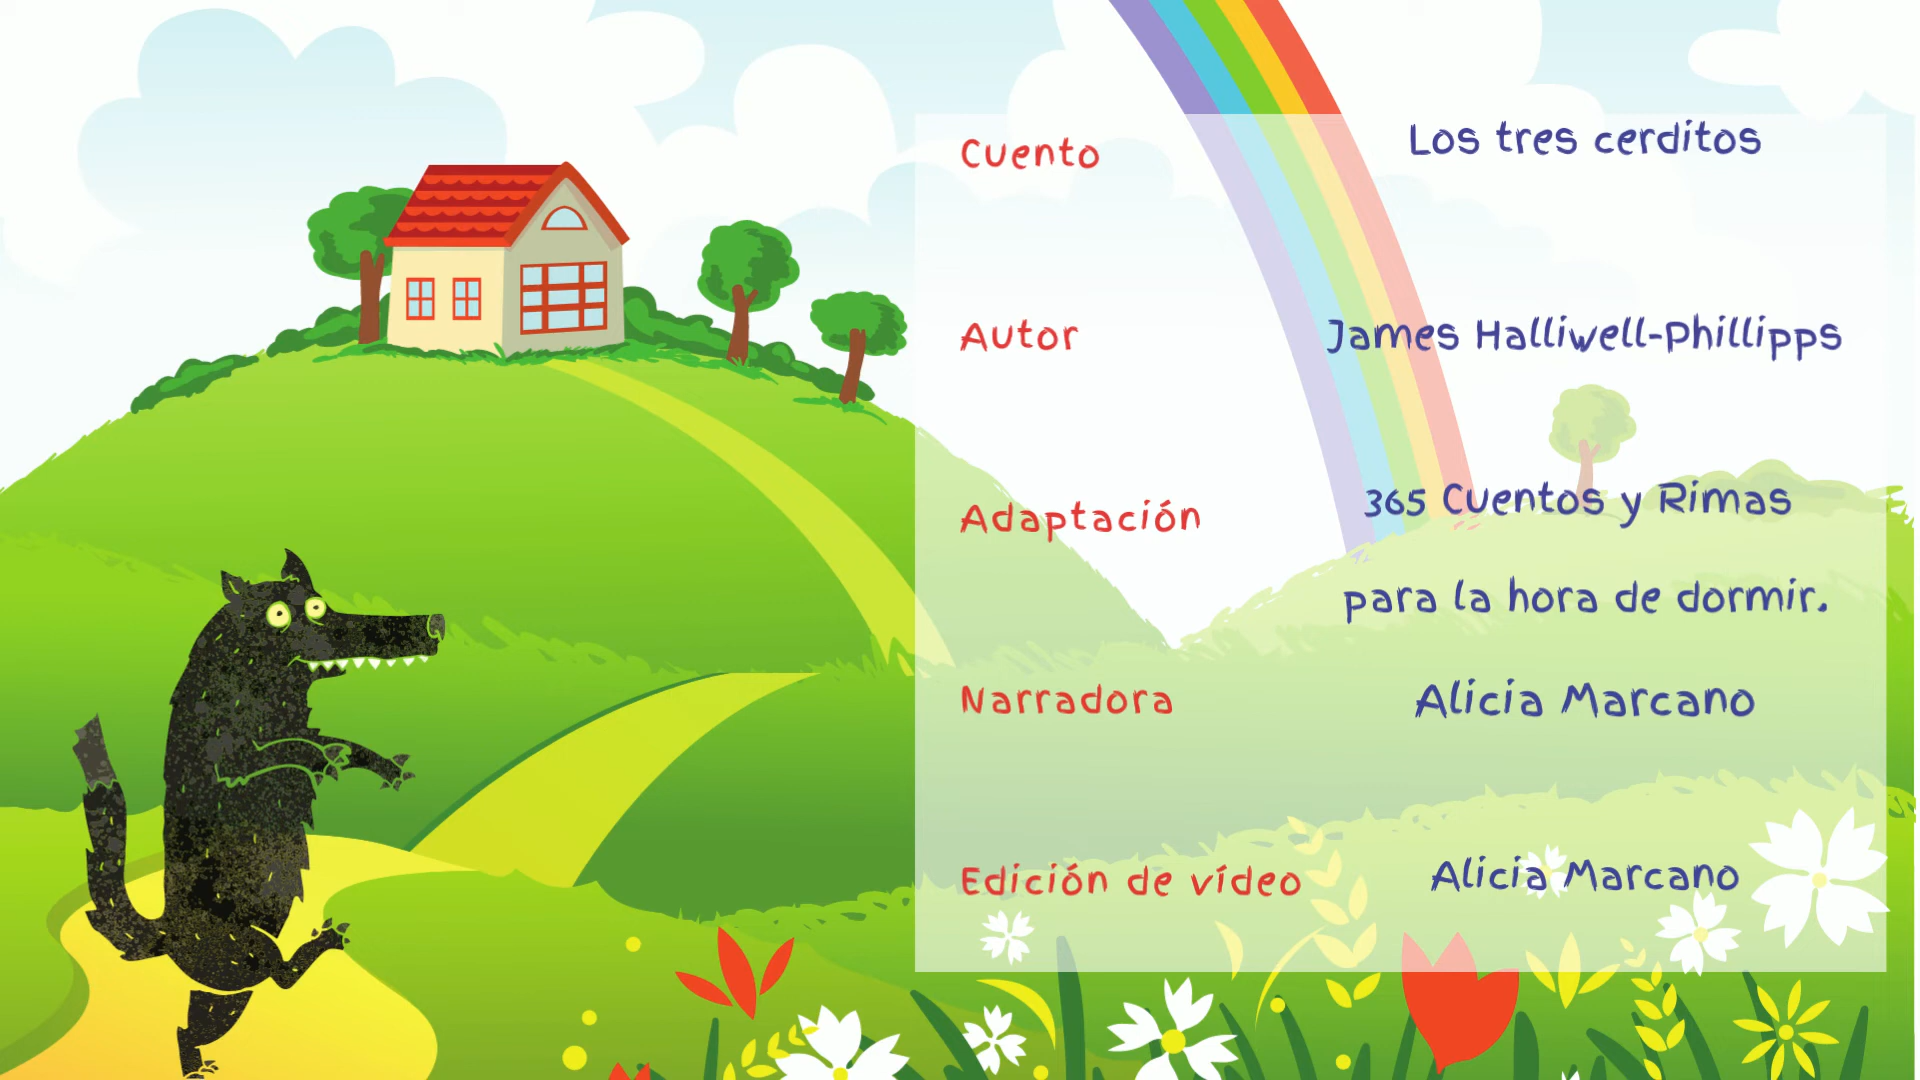 Cuento Los tres cerditos
Autor James Halliwell-Phillipps
Adaptación 365 Cuentos y Rimas
para la hora de dormir.
Narradora Alicia Marcano
Edición de vídeo Alicia Marcano